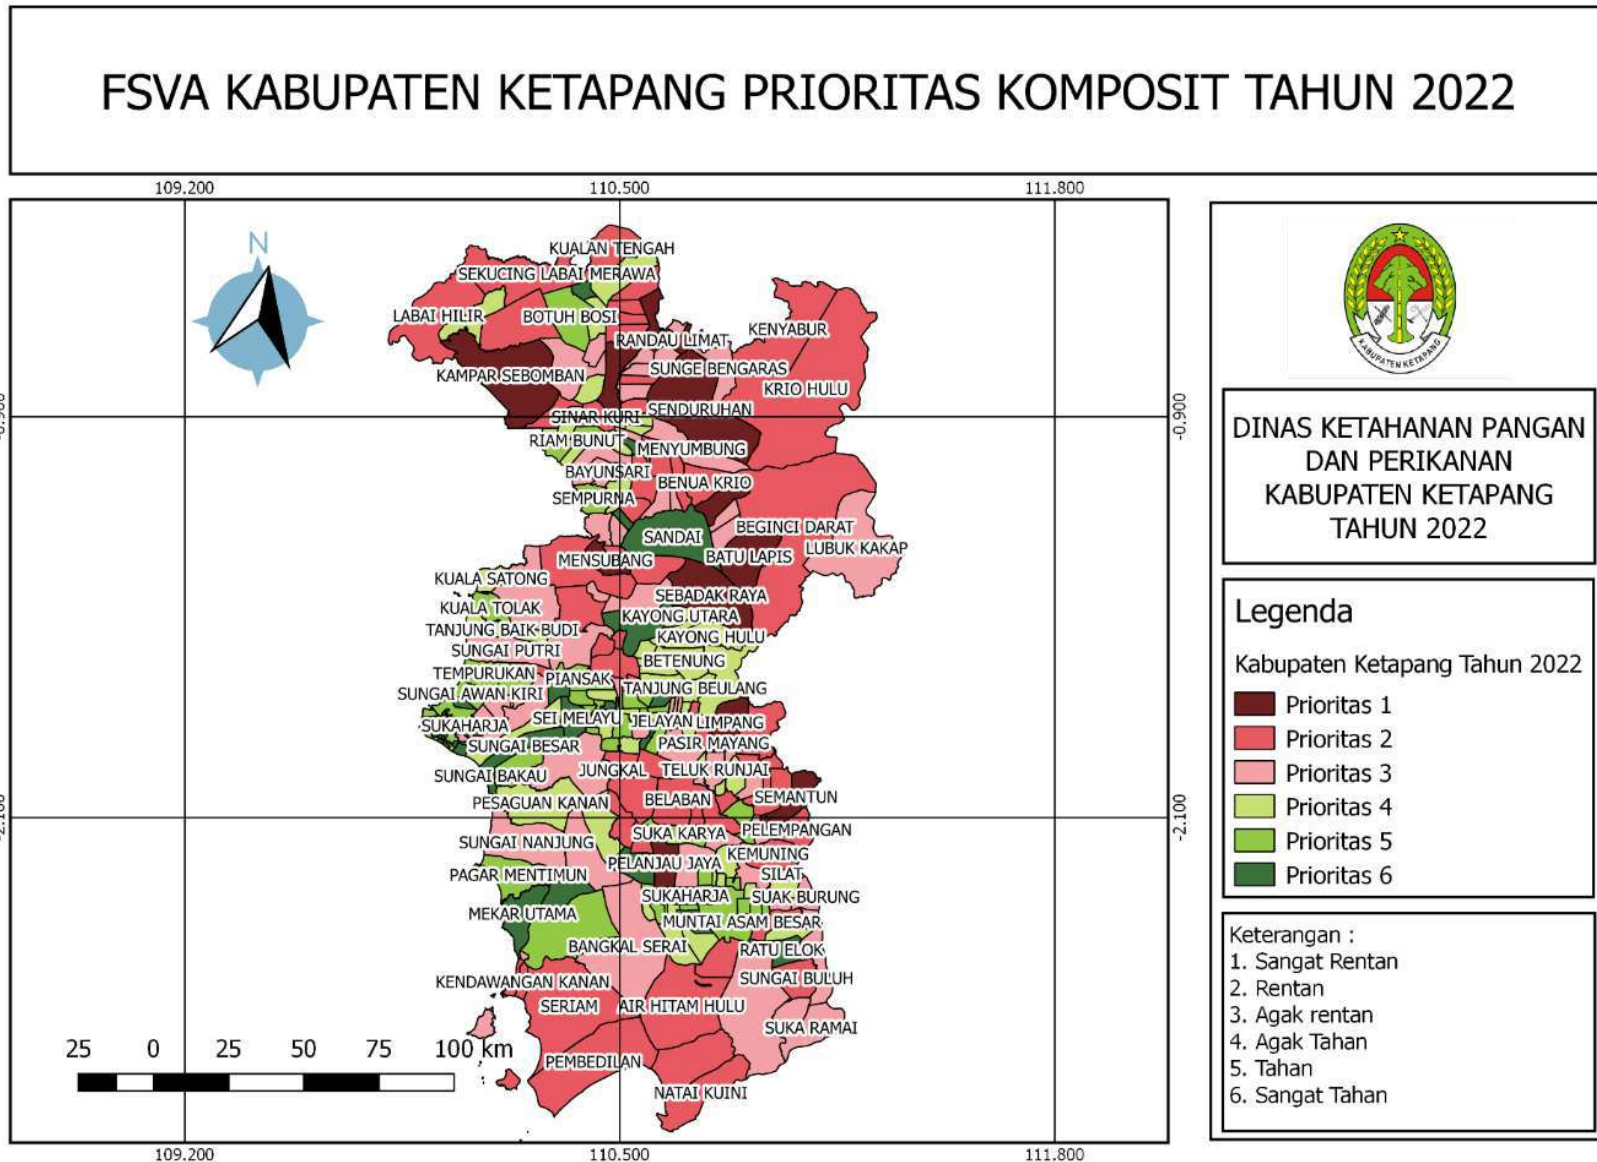 FSVA KABUPATEN KETAPANG PRIORITAS KOMPOSIT TAHUN 2022
109.200 110.500 111.800
N
KUALAN TENGAH
SEKUCING LABAI MERAWA
LABAI HILIR
BOTUH BOSI
KENYABUR
RANDAU LIMAT
SUNGE BENGARAS
KAMPAR SEBOMBAN
KRIO HULU
SENDURUHAN
SINAR KURI
-0.900
RIAM BUNUT
MENYUMBUNG
BAYUNSARI
BENUA KRIO
SEMPURNA
BEGINCI DARAT
SANDAI
LUBUK KAKAP
BATU LAPIS
MENSUBANG
KUALA SATONG
SEBADAK RAYA
KUALA TOLAK
KAYONG UTARA
TANJUNG BAIK BUDI
KAYONG HULU
SUNGAI PUTRI
BETENUNG
TEMPURUKAN
PIANSAK
TANJUNG BEULANG
SUNGAI AWAN KIRI
SEI MELAYU
JELAYAN
LIMPANG
SUKAHARJA
SUNGAI BESAR
PASIR MAYANG
SUNGAI BAKAU
JUNGKAL
TELUK RUNJAI
PESAGUAN KANAN
BELABAN
SEMANTUN
-2.100
SUKA KARYA
PELEMPANGAN
SUNGAI NANJUNG
KEMUNING
PELANJAU JAYA
PAGAR MENTIMUN
SILAT
SUKAHARJA
SUAK BURUNG
MEKAR UTAMA
MUNTAI
ASAM BESAR
BANGKAL SERAI
RATU ELOK
KENDAWANGAN KANAN
SUNGAI BULUH
SERIAM
AIR HITAM HULU
SUKA RAMAI
25 0 25 50 75 100 km
PEMBEDILAN
NATAI KUINI
109.200 110.500 111.800
KABUPATEN KETAPANG
DINAS KETAHANAN PANGAN
DAN PERIKANAN
KABUPATEN KETAPANG
TAHUN 2022
Legenda
Kabupaten Ketapang Tahun 2022
Prioritas 1
Prioritas 2
Prioritas 3
Prioritas 4
Prioritas 5
Prioritas 6
Keterangan :
1. Sangat Rentan
2. Rentan
3. Agak rentan
4. Agak Tahan
5. Tahan
6. Sangat Tahan